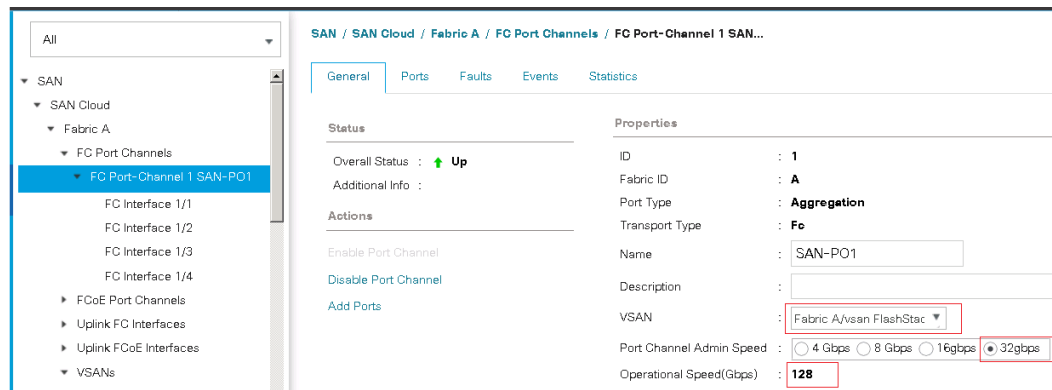 All
SAN
SAN Cloud
Fabric A
FC Port Channels
FC Port-Channel 1 SAN-PO1
FC Interface 1/1
FC Interface 1/2
FC Interface 1/3
FC Interface 1/4
FCoE Port Channels
Uplink FC Interfaces
Uplink FCoE Interfaces
VSANs
SAN / SAN Cloud / Fabric A / FC Port Channels / FC Port-Channel 1 SAN...
General Ports Faults Events Statistics
Status
Overall Status : Up
Additional Info :
Actions
Enable Port Channel
Disable Port Channel
Add Ports
Properties
ID : 1
Fabric ID : A
Port Type : Aggregation
Transport Type : Fc
Name : SAN-PO1
Description :
VSAN : Fabric A/vsan FlashStac
Port Channel Admin Speed : 4 Gbps 8 Gbps 16gbps 32gbps
Operational Speed(Gbps) : 128